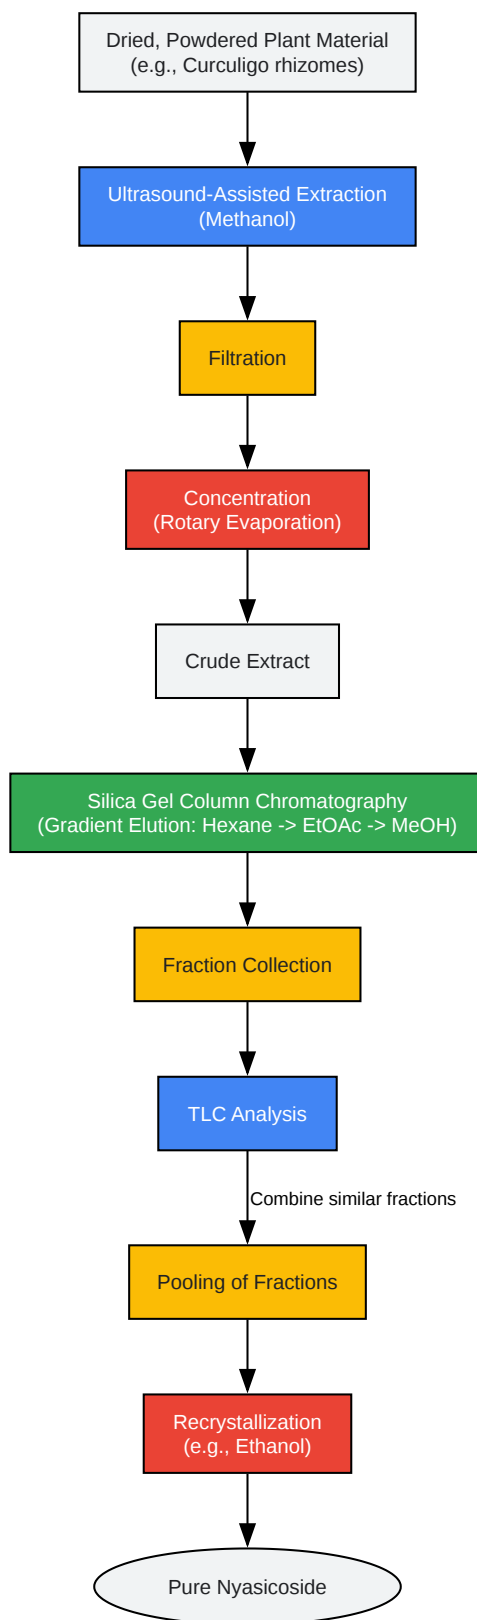 Dried, Powdered Plant Material
(e.g., Curculigo rhizomes)
Ultrasound-Assisted Extraction
(Methanol)
Filtration
Concentration
(Rotary Evaporation)
Crude Extract
Silica Gel Column Chromatography
(Gradient Elution: Hexane -> EtOAc -> MeOH)
Fraction Collection
TLC Analysis
Combine similar fractions
Pooling of Fractions
Recrystallization
(e.g., Ethanol)
Pure Nyasicoside